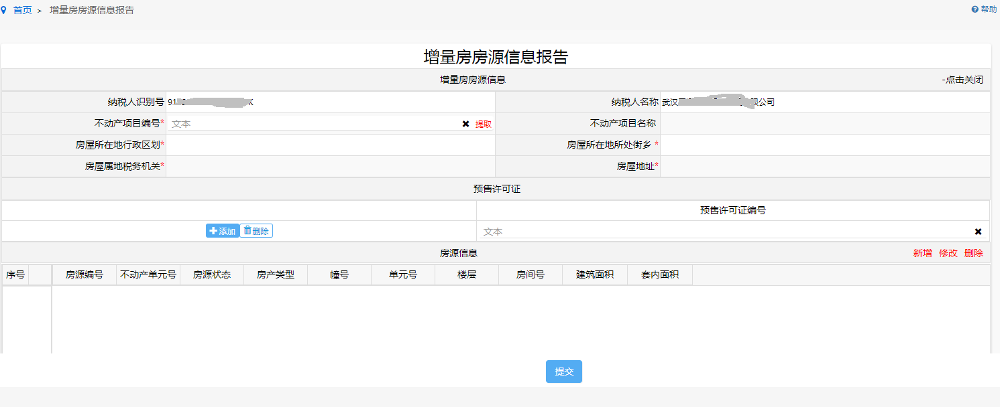 首页 > 增量房房源信息报告 帮助
增量房房源信息报告
增量房房源信息 -点击关闭
纳税人识别号 91 K 纳税人名称 武汉 限公司
不动产项目编号* 文本 提取 不动产项目名称
房屋所在地行政区划* 房屋所在地所处街乡 *
房屋属地税务机关* 房屋地址*
预售许可证
预售许可证编号
添加 删除 文本
房源信息 新增 修改 删除
序号 房源编号 不动产单元号 房源状态 房产类型 幢号 单元号 楼层 房间号 建筑面积 套内面积
提交